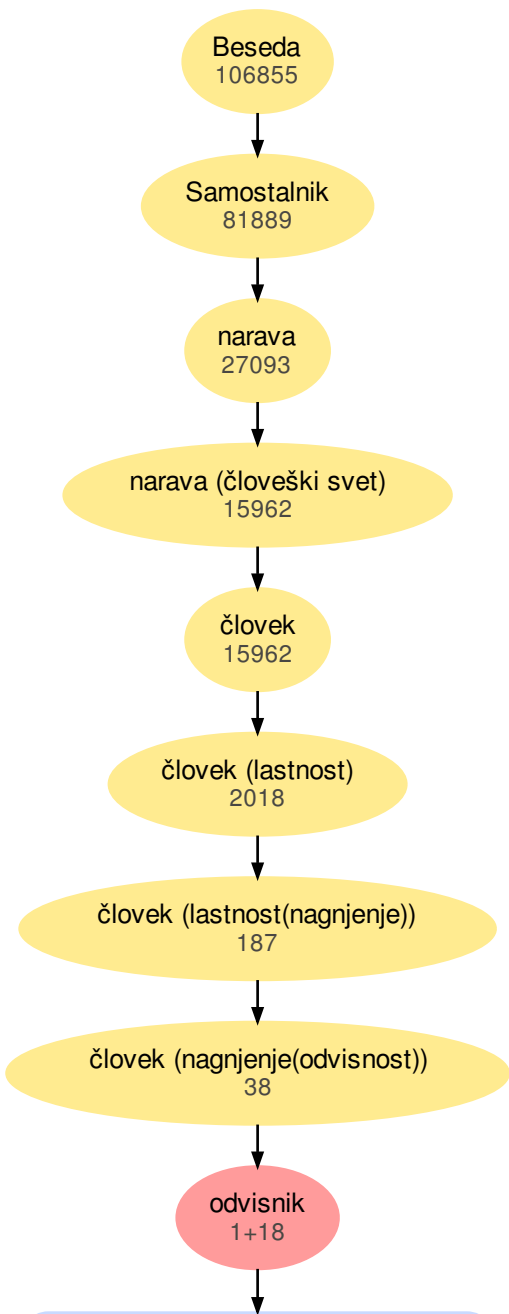 Beseda
106855
Samostalnik
81889
narava
27093
narava (človeški svet)
15962
človek
15962
človek (lastnost)
2018
človek (lastnost(nagnjenje))
187
človek (nagnjenje(odvisnost))
38
odvisnik
1+18